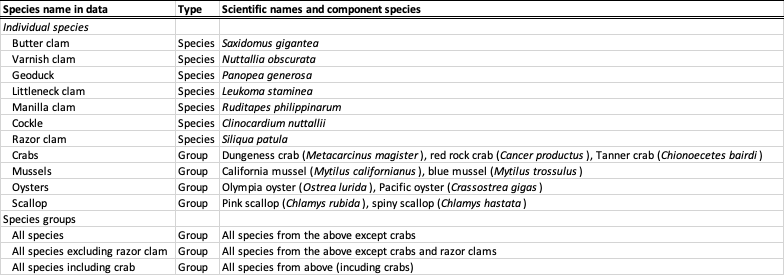 Species name in data Type Scientific names and component species
Individual species
Butter clam Species Saxidomus gigantea
Varnish clam Species Nuttallia obscurata
Geoduck Species Panopea generosa
Littleneck clam Species Leukoma staminea
Manilla clam Species Ruditapes philippinarum
Cockle Species Clinocardium nuttallii
Razor clam Species Siliqua patula
Crabs Group Dungeness crab (Metacarcinus magister), red rock crab (Cancer productus), Tanner crab (Chionoecetes bairdi)
Mussels Group California mussel (Mytilus californianus), blue mussel (Mytilus trossulus)
Oysters Group Olympia oyster (Ostrea lurida), Pacific oyster (Crassostrea gigas)
Scallop Group Pink scallop (Chlamys rubida), spiny scallop (Chlamys hastata)
Species groups
All species Group All species from the above except crabs
All species excluding razor clam Group All species from the above except crabs and razor clams
All species including crab Group All species from above (incuding crabs)